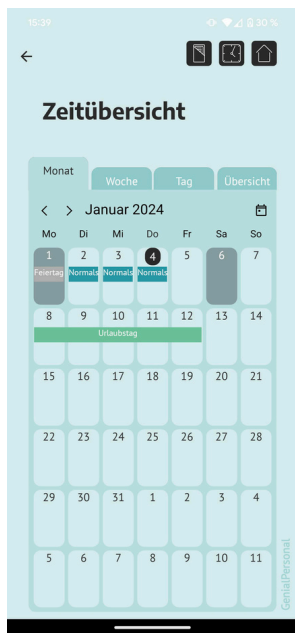 15:39
30 %
Zeitübersicht
Monat
Woche
Tag
Übersicht
Januar 2024
Mo Di Mi Do Fr Sa So
1 2 3 4 5 6 7
Feiertag Normals Normals Normals
8 9 10 11 12 13 14
Urlaubstag
15 16 17 18 19 20 21
22 23 24 25 26 27 28
29 30 31 1 2 3 4
5 6 7 8 9 10 11
GenialPersonal